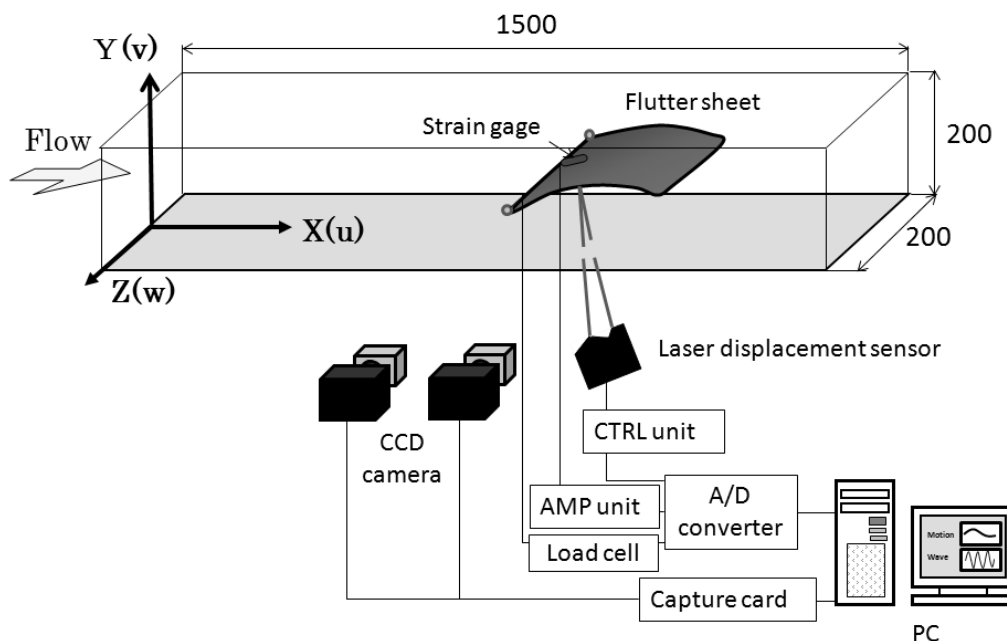 1500
Y (v)
Flutter sheet
Strain gage
Flow
200
X(u)
200
Z(w)
Laser displacement sensor
CTRL unit
CCD
camera
A/D
converter
AMP unit
Load cell
Motion
Wave
Capture card
PC